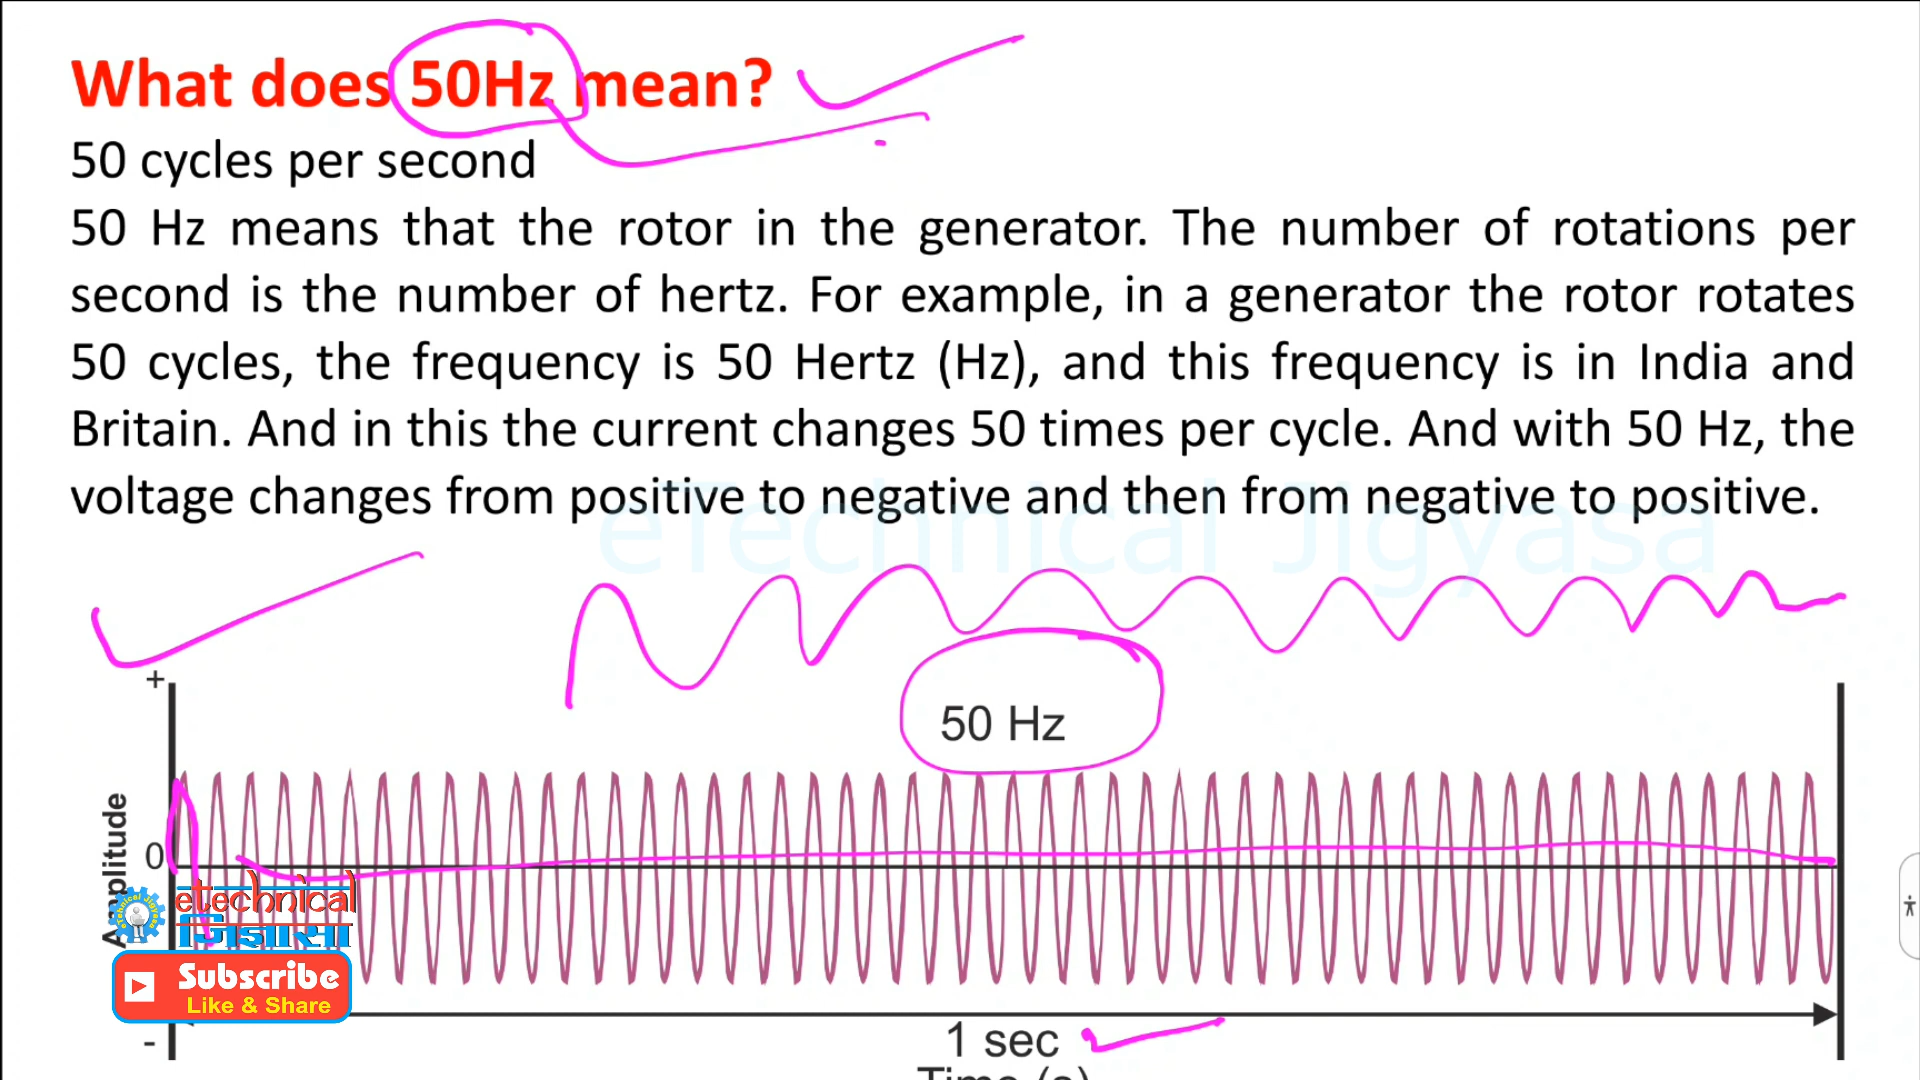 What does 50Hz mean?
50 cycles per second
50 Hz means that the rotor in the generator. The number of rotations per
second is the number of hertz. For example, in a generator the rotor rotates
50 cycles, the frequency is 50 Hertz (Hz), and this frequency is in India and
Britain. And in this the current changes 50 times per cycle. And with 50 Hz, the
voltage changes from positive to negative and then from negative to positive.
eTechnical Jigyasa
+
50 Hz
Amplitude
0
etechnical
जिज्ञासा
Subscribe
Like & Share
-
1 sec
Time (s)